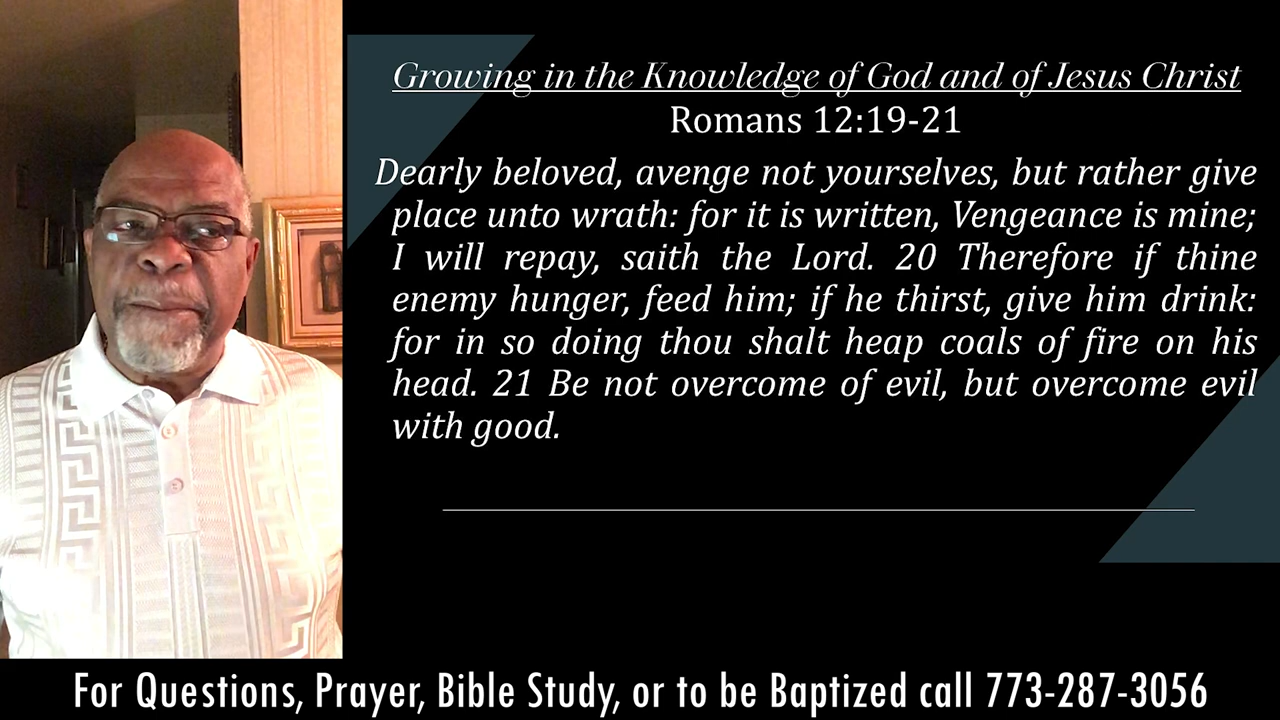 Growing in the Knowledge of God and of Jesus Christ
Romans 12:19-21
Dearly beloved, avenge not yourselves, but rather give
place unto wrath: for it is written, Vengeance is mine;
I will repay, saith the Lord. 20 Therefore if thine
enemy hunger, feed him; if he thirst, give him drink:
for in so doing thou shalt heap coals of fire on his
head. 21 Be not overcome of evil, but overcome evil
with good.
For Questions, Prayer, Bible Study, or to be Baptized call 773-287-3056